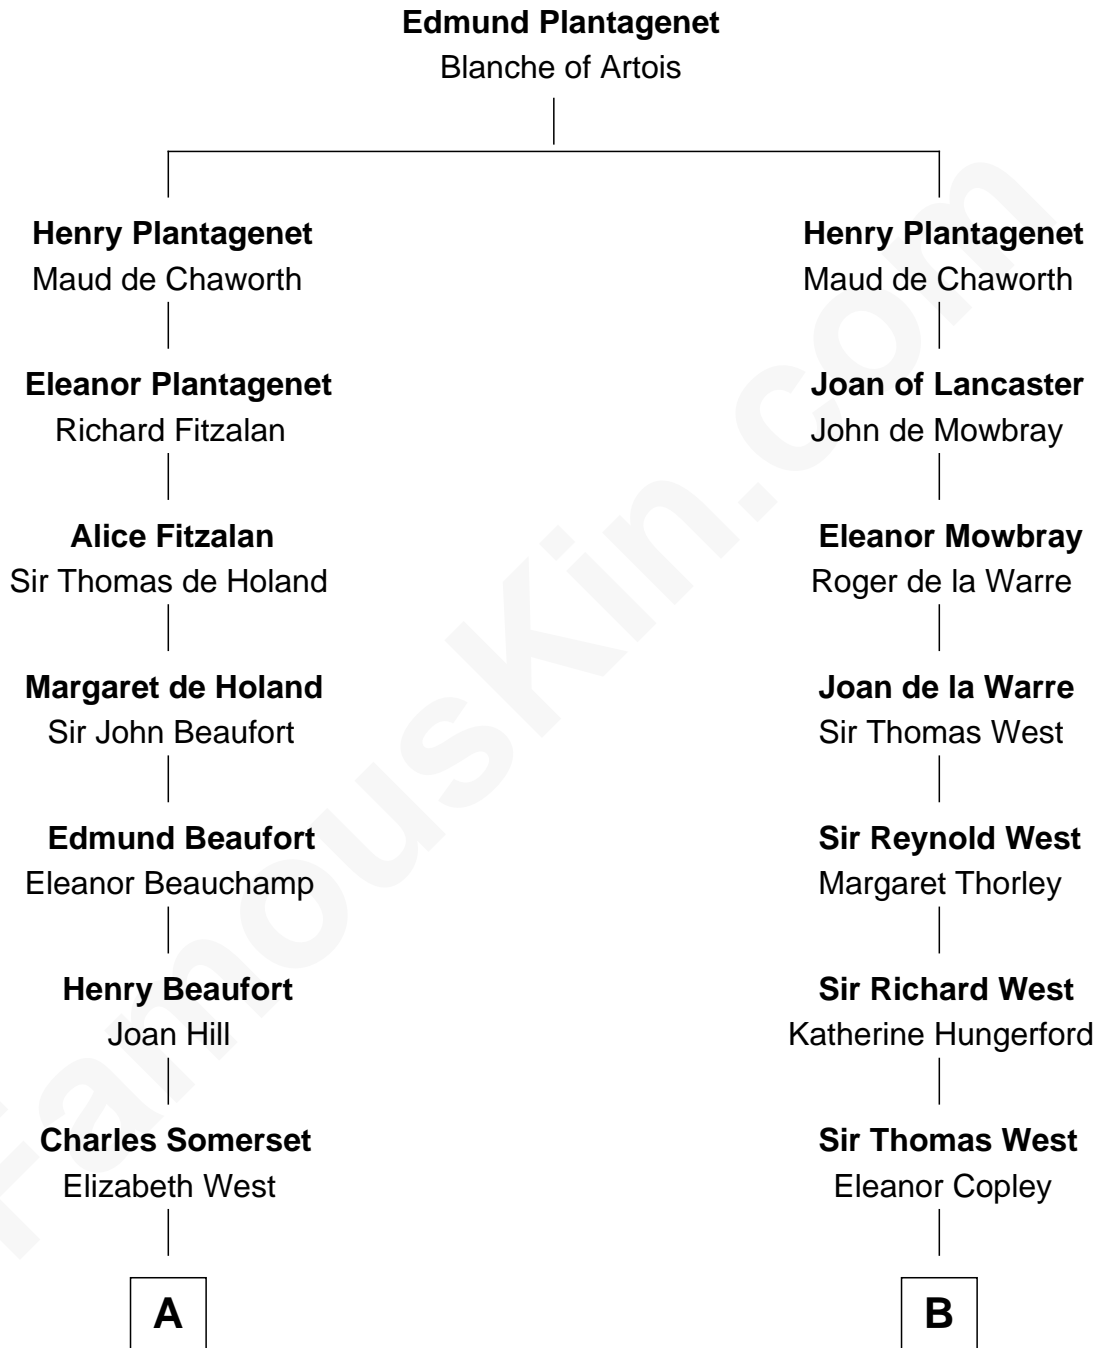 Edmund Plantagenet
Blanche of Artois
Henry Plantagenet
Maud de Chaworth
Henry Plantagenet
Maud de Chaworth
Eleanor Plantagenet
Richard Fitzalan
Joan of Lancaster
John de Mowbray
Alice Fitzalan
Sir Thomas de Holand
Eleanor Mowbray
Roger de la Warre
Margaret de Holand
Sir John Beaufort
Joan de la Warre
Sir Thomas West
Edmund Beaufort
Eleanor Beauchamp
Sir Reynold West
Margaret Thorley
Henry Beaufort
Joan Hill
Sir Richard West
Katherine Hungerford
Charles Somerset
Elizabeth West
Sir Thomas West
Eleanor Copley
A
B
FamousKin.com